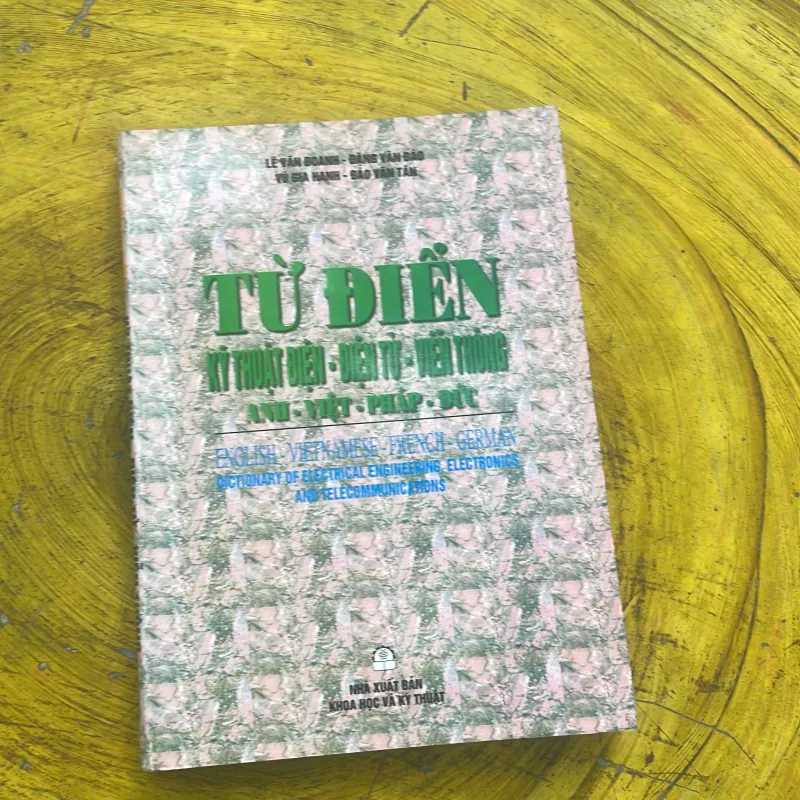 LÊ VĂN DOANH - ĐẶNG VĂN ĐÀO
VŨ GIA HẠNH - ĐÀO VĂN TÂN
TỪ ĐIỂN
KỸ THUẬT ĐIỆN - ĐIỆN TỬ - VIỄN THÔNG
ANH - VIỆT - PHÁP - ĐỨC
ENGLISH - VIETNAMESE - FRENCH - GERMAN
DICTIONARY OF ELECTRICAL ENGINEERING, ELECTRONICS
AND TELECOMMUNICATIONS
NHÀ XUẤT BẢN
KHOA HỌC VÀ KỸ THUẬT